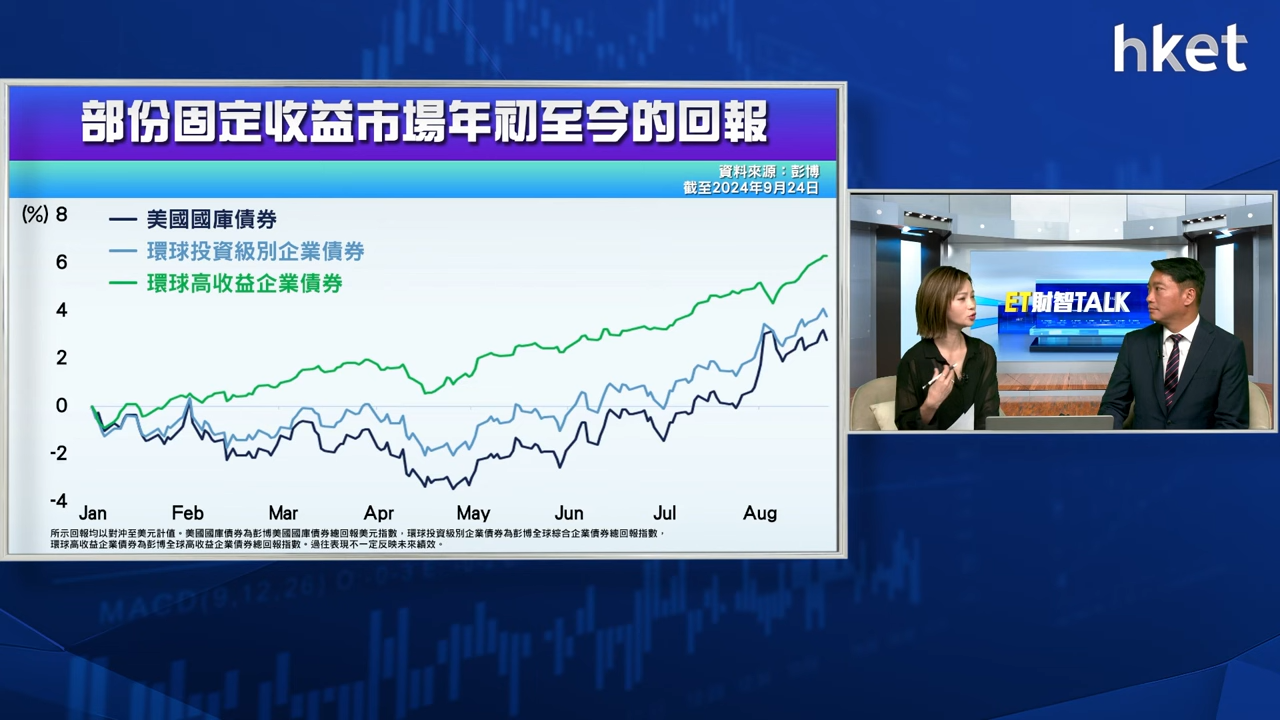 hket
部份固定收益市場年初至今的回報
資料來源：彭博
截至2024年9月24日
(%) 8
6
4
2
0
-2
-4
美國國庫債券
環球投資級別企業債券
環球高收益企業債券
Jan Feb Mar Apr May Jun Jul Aug
所示回報均以對沖至美元計值。美國國庫債券為彭博美國國庫債券總回報美元指數，環球投資級別企業債券為彭博全球綜合企業債券總回報指數，
環球高收益企業債券為彭博全球高收益企業債券總回報指數。過往表現不一定反映未來績效。
ET財智TALK
MACD(9,12,26)